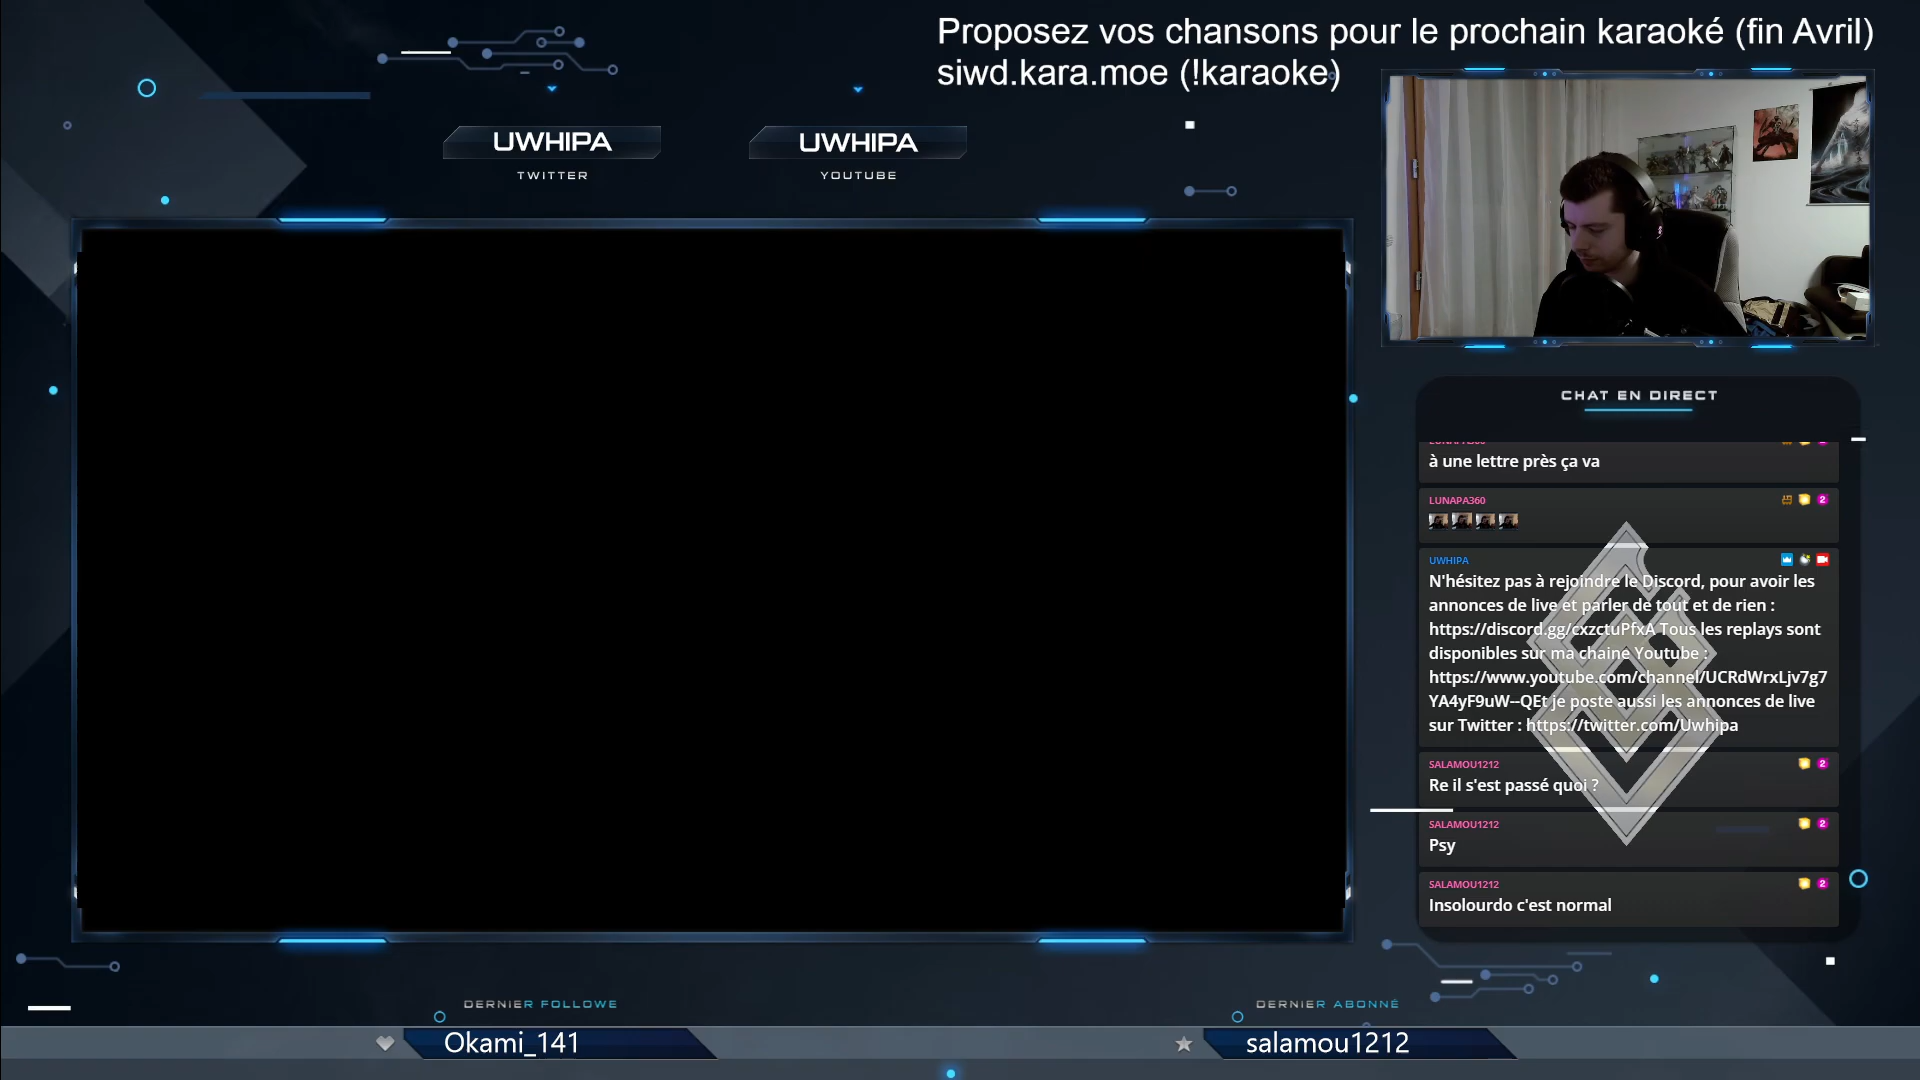 Proposez vos chansons pour le prochain karaoké (fin Avril)
siwd.kara.moe (!karaoke)
UWHIPA
TWITTER
UWHIPA
YOUTUBE
CHAT EN DIRECT
à une lettre près ça va
LUNAPA360
2
UWHIPA
N'hésitez pas à rejoindre le Discord, pour avoir les
annonces de live et parler de tout et de rien :
https://discord.gg/cxzctuPfxA Tous les replays sont
disponibles sur ma chaine Youtube :
https://www.youtube.com/channel/UCRdWrxLjv7g7
YA4yF9uW--QEt je poste aussi les annonces de live
sur Twitter : https://twitter.com/Uwhipa
SALAMOU1212
2
Re il s'est passé quoi ?
SALAMOU1212
2
Psy
SALAMOU1212
2
Insolourdo c'est normal
DERNIER FOLLOWE
Okami_141
DERNIER ABONNÉ
salamou1212